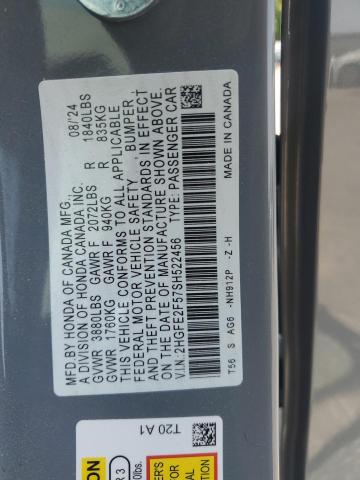 MFD.BY HONDA OF CANADA MFG. 08/24
A DIVISION OF HONDA CANADA INC.
GVWR 3880LBS GAWR F 2072LBS R 1840LBS
GVWR 1760KG GAWR F 940KG R 835KG
THIS VEHICLE CONFORMS TO ALL APPLICABLE
FEDERAL MOTOR VEHICLE SAFETY, BUMPER,
AND THEFT PREVENTION STANDARDS IN EFFECT
ON THE DATE OF MANUFACTURE SHOWN ABOVE.
V.I.N: 2HGFE2F57SH522456 TYPE: PASSENGER CAR
T56 S AG6 -NH912P -Z -H MADE IN CANADA
T20 A1